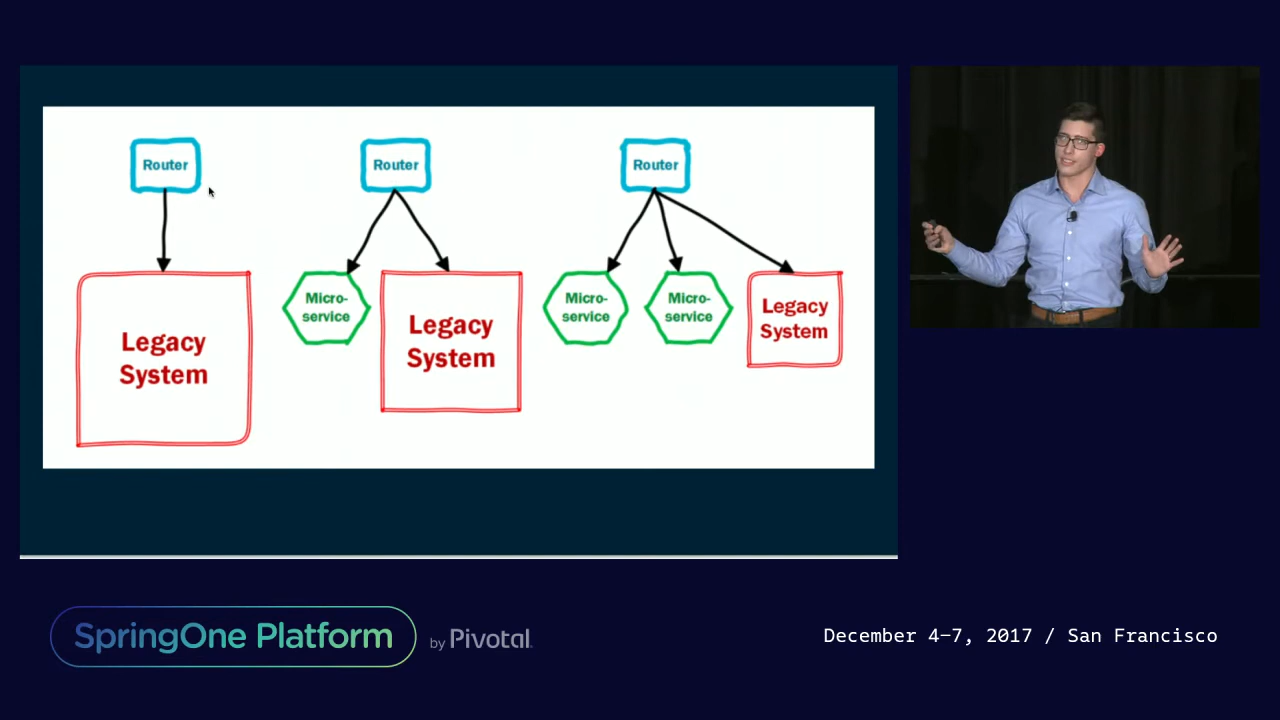 Router
Legacy
System
Router
Micro-
service
Legacy
System
Router
Micro-
service
Micro-
service
Legacy
System
SpringOne Platform
by Pivotal.
December 4–7, 2017 / San Francisco